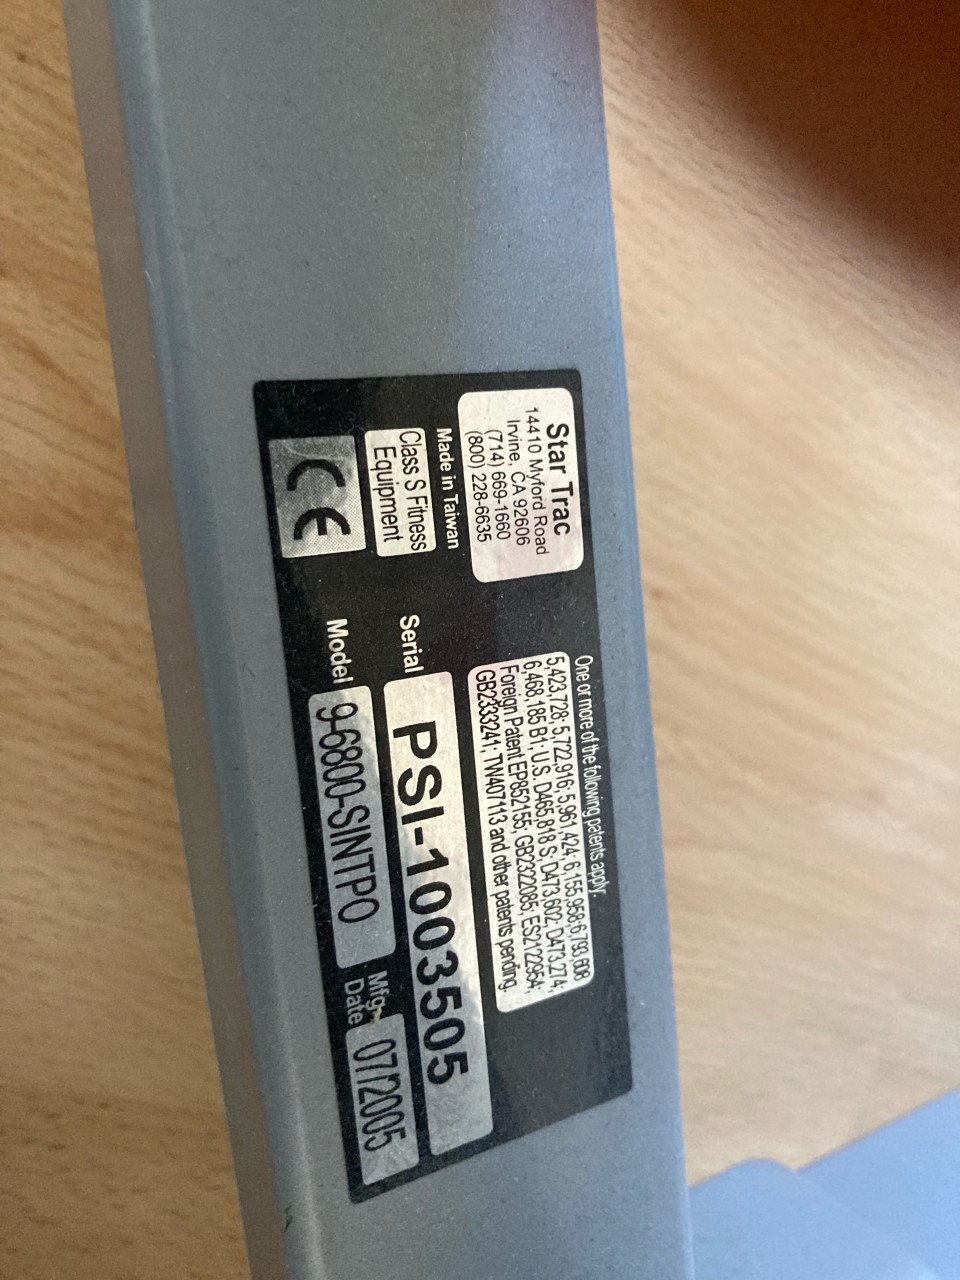 Star Trac
14410 Myford Road
Irvine, CA 92606
(714) 669-1660
(800) 228-6635
Made in Taiwan
Class S Fitness
Equipment
CE
One or more of the following patents apply.
5,423,728; 5,722,916; 5,961,424; 6,155,958;6,793,608
6,468,185 B1; U.S. D465,818 S; D473,602; D473,274;
Foreign Patent EP852155; GB2322085; ES2122954;
GB2333241; TW407113 and other patents pending.
Serial PSI-1003505
Model 9-6800-SINTPO
Mfg.
Date 07/2005